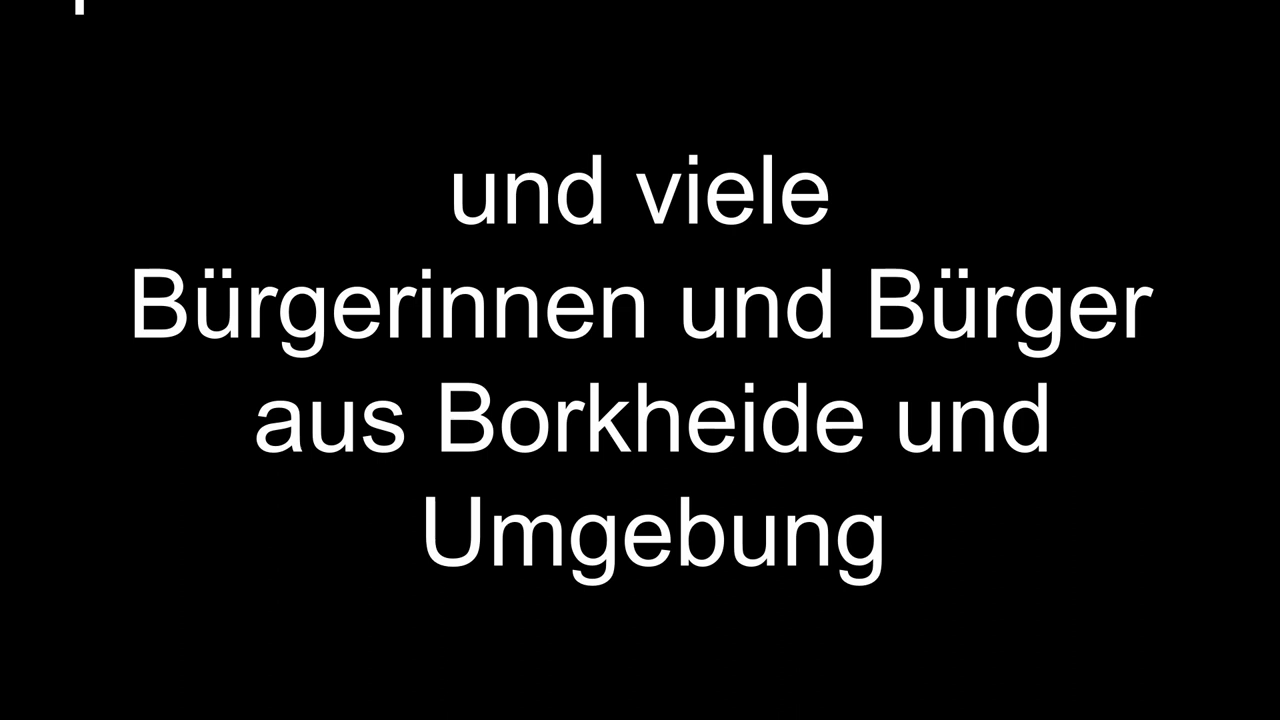 und viele
Bürgerinnen und Bürger
aus Borkheide und
Umgebung